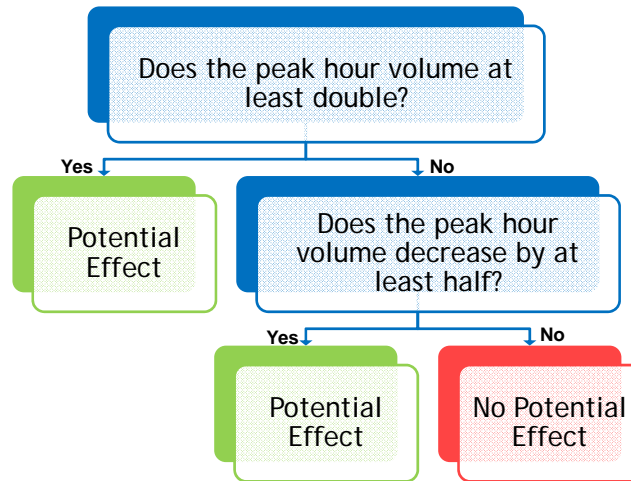 Does the peak hour volume at
least double?
Yes
No
Potential
Effect
Does the peak hour
volume decrease by at
least half?
Yes
No
Potential
Effect
No Potential
Effect